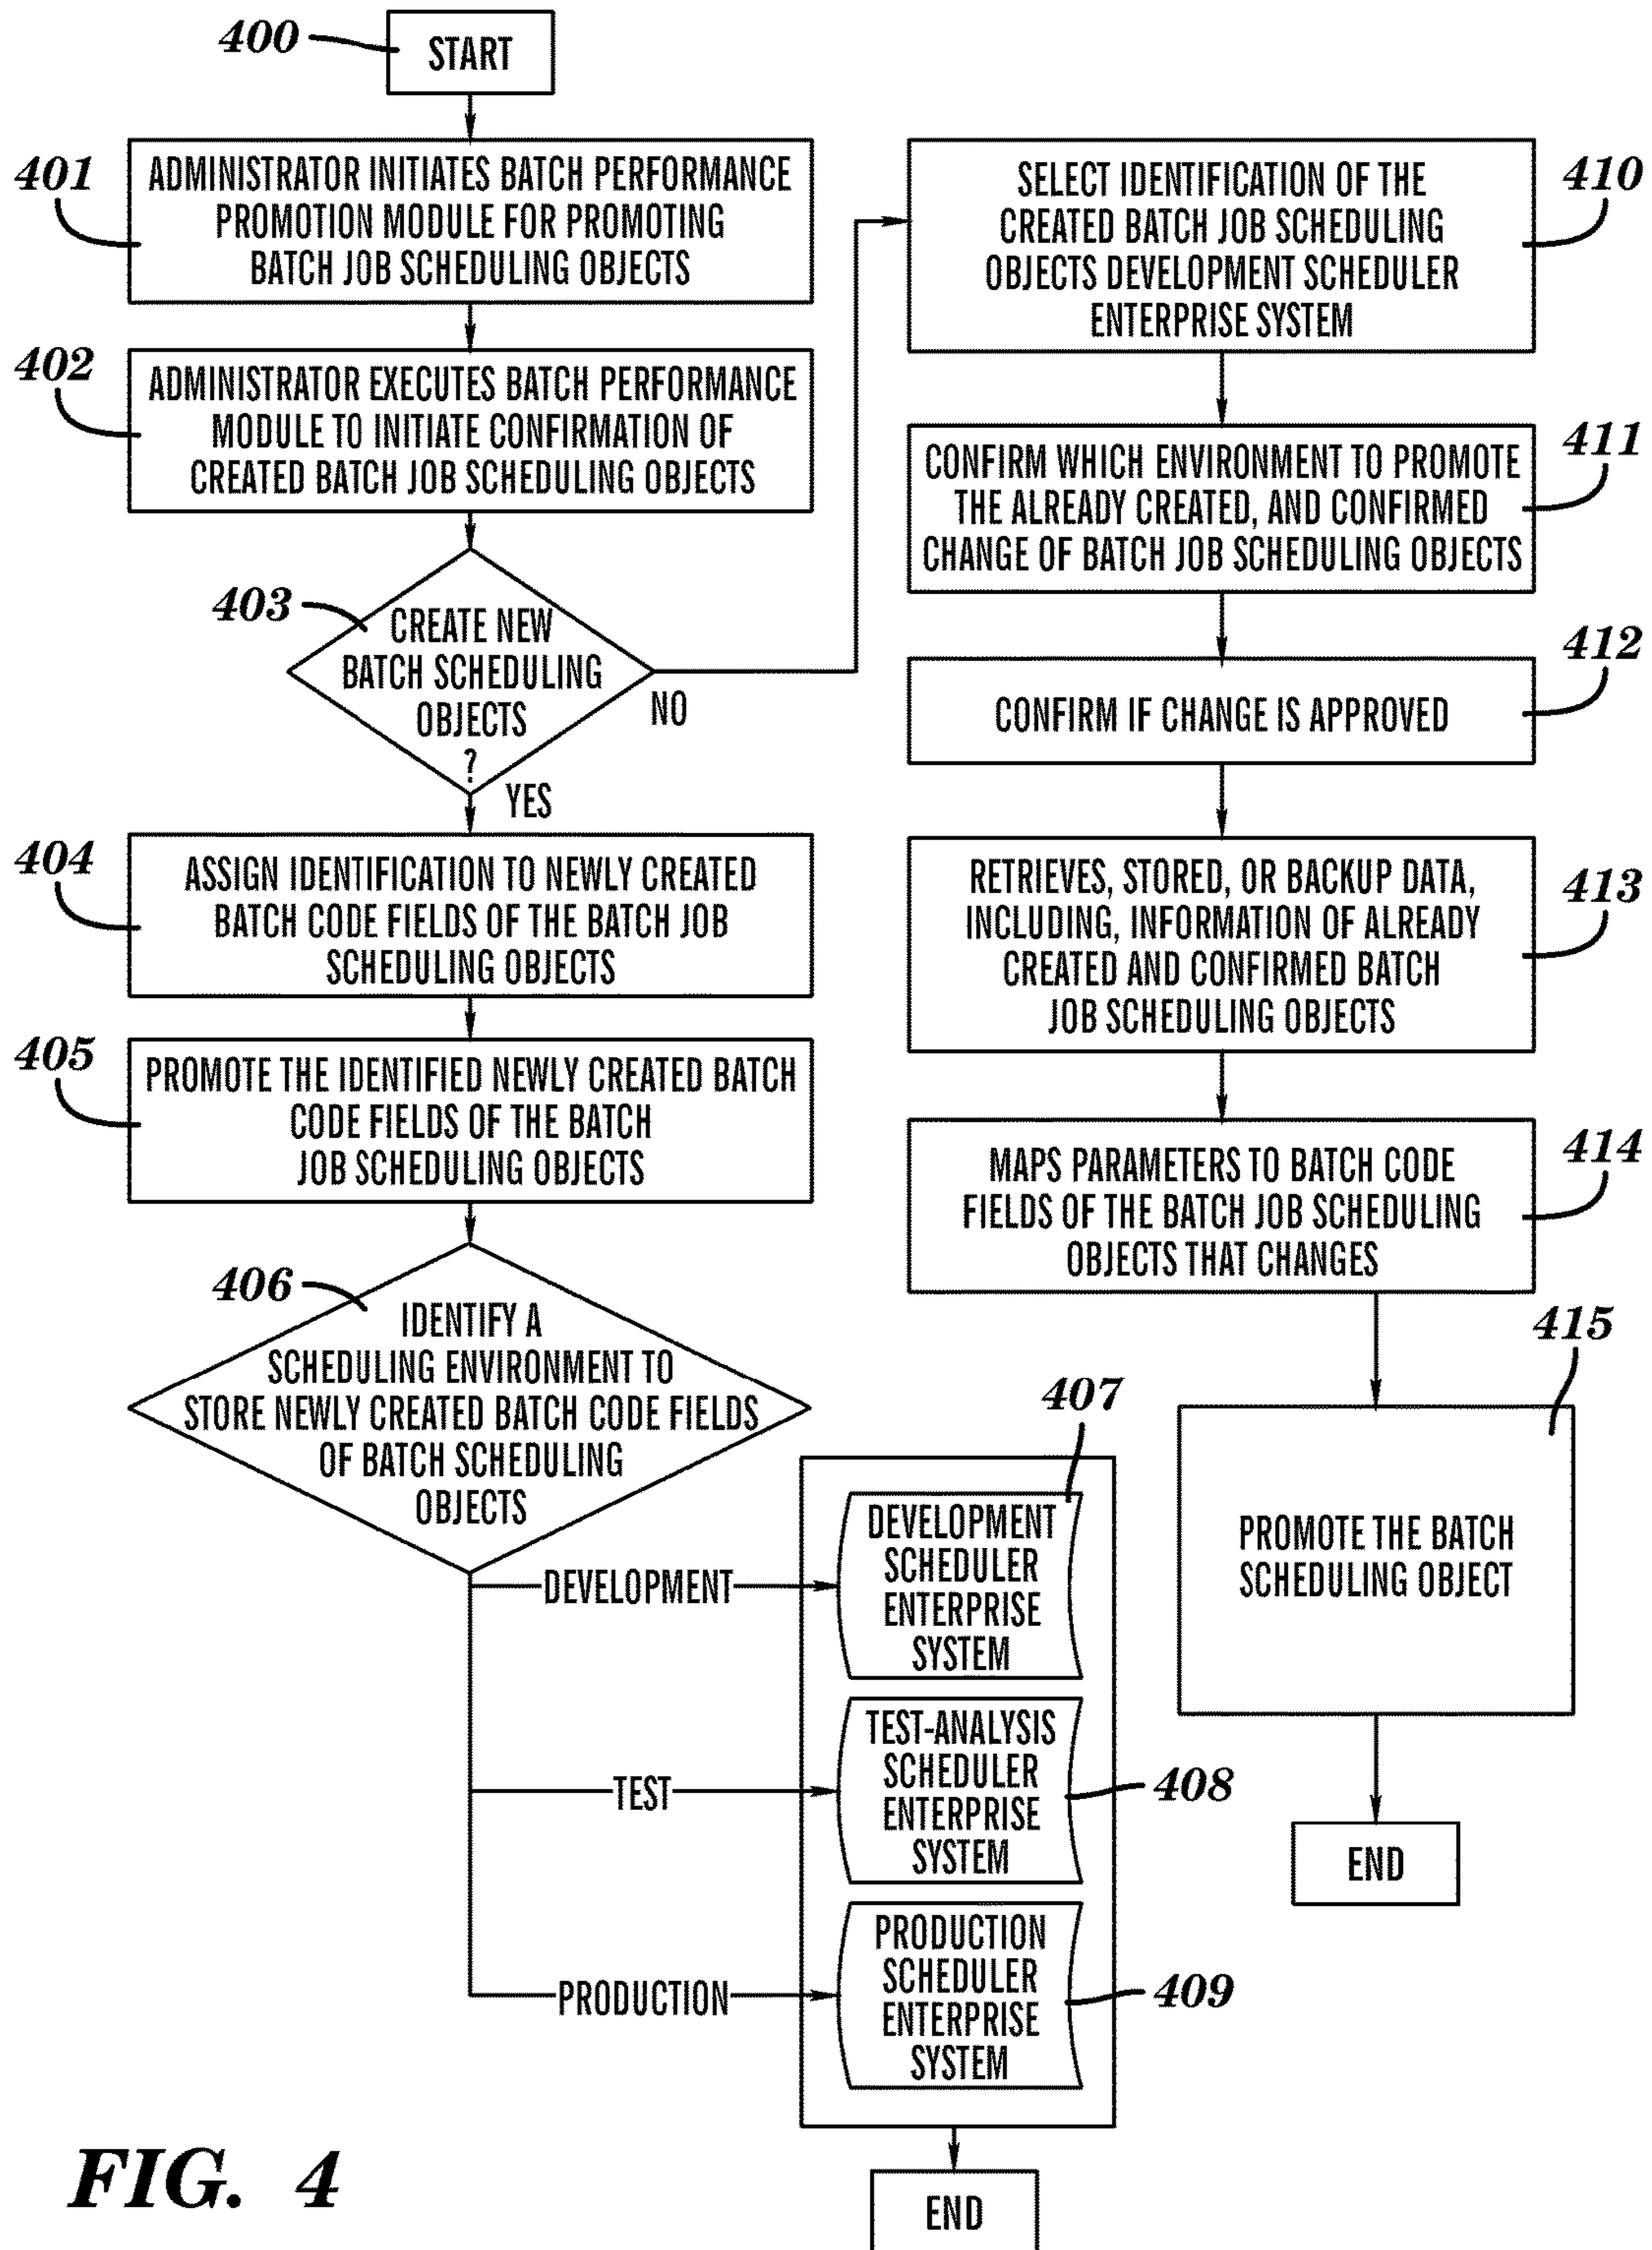 400
START
401
ADMINISTRATOR INITIATES BATCH PERFORMANCE
PROMOTION MODULE FOR PROMOTING
BATCH JOB SCHEDULING OBJECTS
402
ADMINISTRATOR EXECUTES BATCH PERFORMANCE
MODULE TO INITIATE CONFIRMATION OF
CREATED BATCH JOB SCHEDULING OBJECTS
403
CREATE NEW
BATCH SCHEDULING
OBJECTS
?
NO
YES
404
ASSIGN IDENTIFICATION TO NEWLY CREATED
BATCH CODE FIELDS OF THE BATCH JOB
SCHEDULING OBJECTS
405
PROMOTE THE IDENTIFIED NEWLY CREATED BATCH
CODE FIELDS OF THE BATCH
JOB SCHEDULING OBJECTS
406
IDENTIFY A
SCHEDULING ENVIRONMENT TO
STORE NEWLY CREATED BATCH CODE FIELDS
OF BATCH SCHEDULING
OBJECTS
DEVELOPMENT
TEST
PRODUCTION
407
DEVELOPMENT
SCHEDULER
ENTERPRISE
SYSTEM
TEST-ANALYSIS
SCHEDULER
ENTERPRISE
SYSTEM
408
PRODUCTION
SCHEDULER
ENTERPRISE
SYSTEM
409
END
410
SELECT IDENTIFICATION OF THE
CREATED BATCH JOB SCHEDULING
OBJECTS DEVELOPMENT SCHEDULER
ENTERPRISE SYSTEM
411
CONFIRM WHICH ENVIRONMENT TO PROMOTE
THE ALREADY CREATED, AND CONFIRMED
CHANGE OF BATCH JOB SCHEDULING OBJECTS
412
CONFIRM IF CHANGE IS APPROVED
413
RETRIEVES, STORED, OR BACKUP DATA,
INCLUDING, INFORMATION OF ALREADY
CREATED AND CONFIRMED BATCH
JOB SCHEDULING OBJECTS
414
MAPS PARAMETERS TO BATCH CODE
FIELDS OF THE BATCH JOB SCHEDULING
OBJECTS THAT CHANGES
415
PROMOTE THE BATCH
SCHEDULING OBJECT
END
FIG. 4